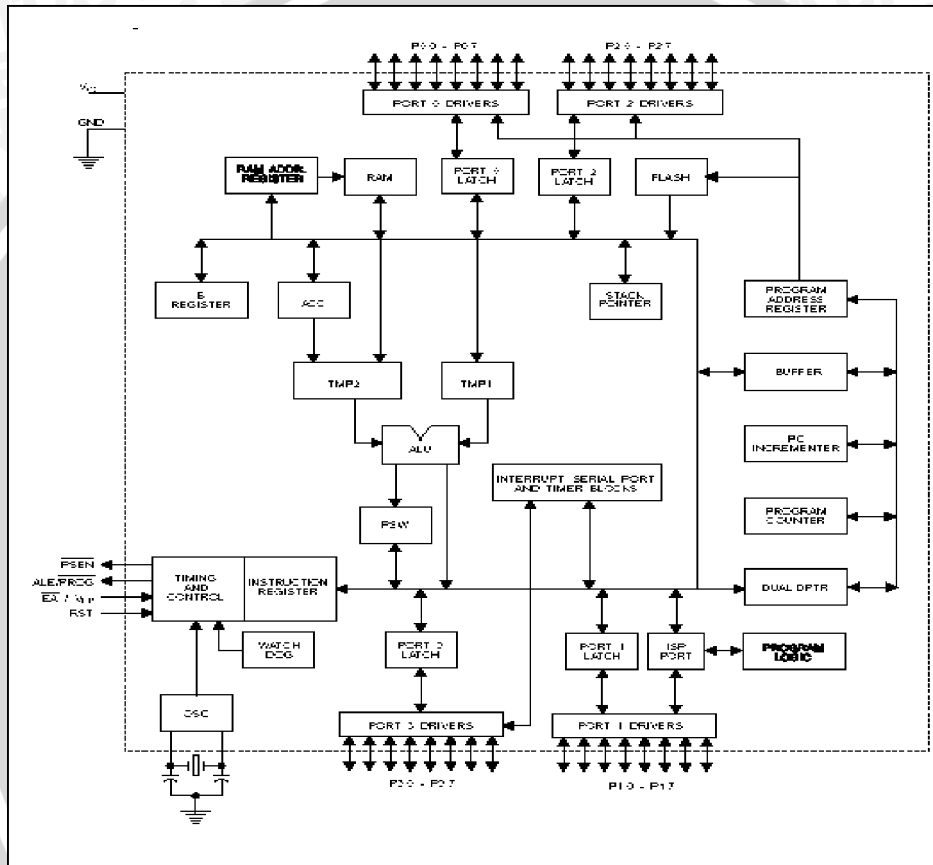 P0.0 - P0.7
P2.0 - P2.7
VCC
GND
PORT 0 DRIVERS
PORT 2 DRIVERS
RAM ADDR.
REGISTER
RAM
PORT 0
LATCH
PORT 2
LATCH
FLASH
B
REGISTER
ACC
STACK
POINTER
PROGRAM
ADDRESS
REGISTER
TMP2
TMP1
BUFFER
ALU
PC
INCREMENTER
INTERRUPT, SERIAL PORT,
AND TIMER BLOCKS
PSW
PROGRAM
COUNTER
PSEN
ALE/PROG
EA / VPP
RST
TIMING
AND
CONTROL
INSTRUCTION
REGISTER
DUAL DPTR
WATCH
DOG
PORT 3
LATCH
PORT 1
LATCH
ISP
PORT
PROGRAM
LOGIC
OSC
PORT 3 DRIVERS
PORT 1 DRIVERS
P3.0 - P3.7
P1.0 - P1.7